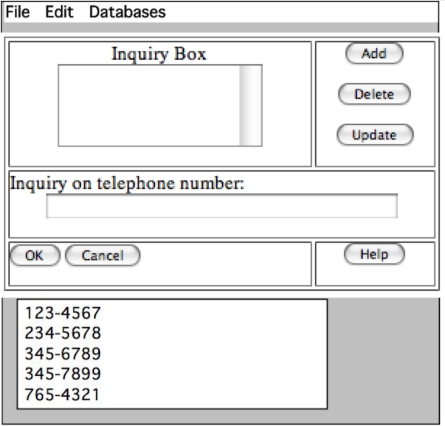 File Edit Databases
Inquiry Box
Add
Delete
Update
Inquiry on telephone number:
OK Cancel
Help
123-4567
234-5678
345-6789
345-7899
765-4321